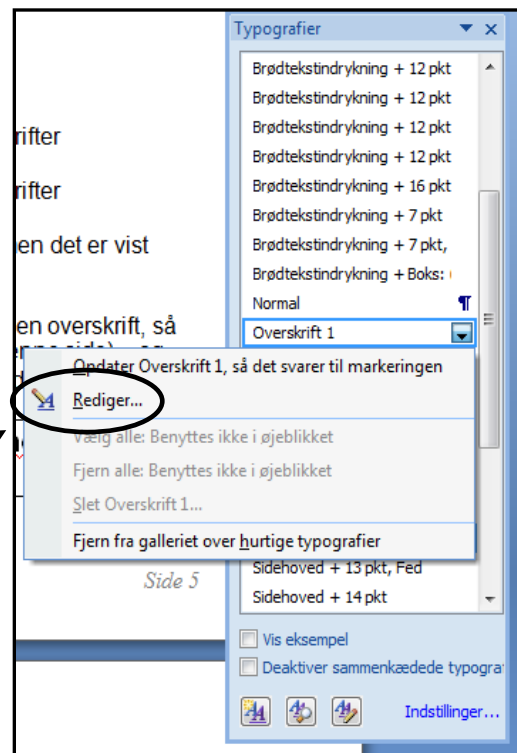 Typografier
Brødtekstindrykning + 12 pkt
Brødtekstindrykning + 12 pkt
Brødtekstindrykning + 12 pkt
Brødtekstindrykning + 12 pkt
Brødtekstindrykning + 16 pkt
Brødtekstindrykning + 7 pkt
Brødtekstindrykning + 7 pkt,
Brødtekstindrykning + Boks:
Normal ¶
Overskrift 1
rifter
rifter
en det er vist
en overskrift, så
Opdater Overskrift 1, så det svarer til markeringen
Rediger...
Vælg alle: Benyttes ikke i øjeblikket
Fjern alle: Benyttes ikke i øjeblikket
Slet Overskrift 1...
Fjern fra galleriet over hurtige typografier
Sidehoved + 13 pkt, Fed
Sidehoved + 14 pkt
Side 5
Vis eksempel
Deaktiver sammenkædede typogra
Indstillinger...